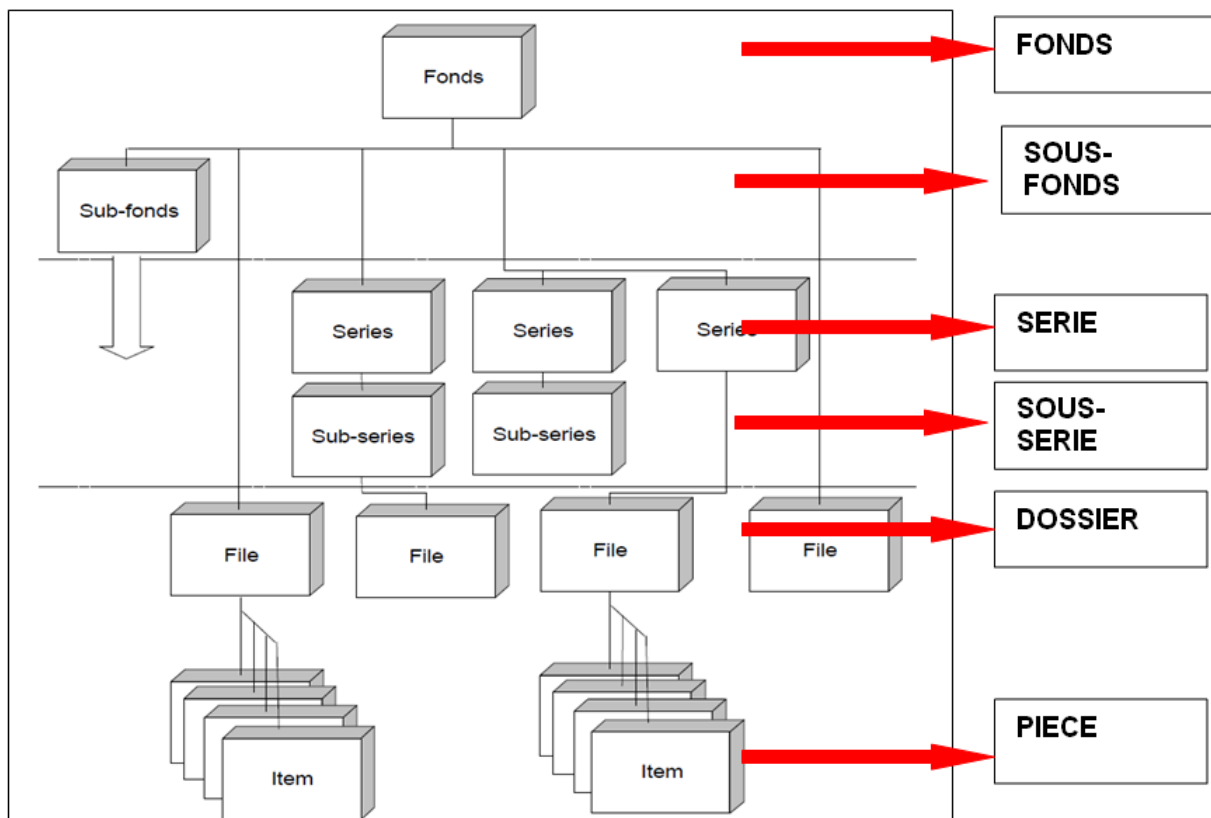 Fonds
FONDS
Sub-fonds
SOUS-
FONDS
Series
Series
Series
SERIE
Sub-series
Sub-series
SOUS-
SERIE
File
File
File
File
DOSSIER
Item
Item
PIECE